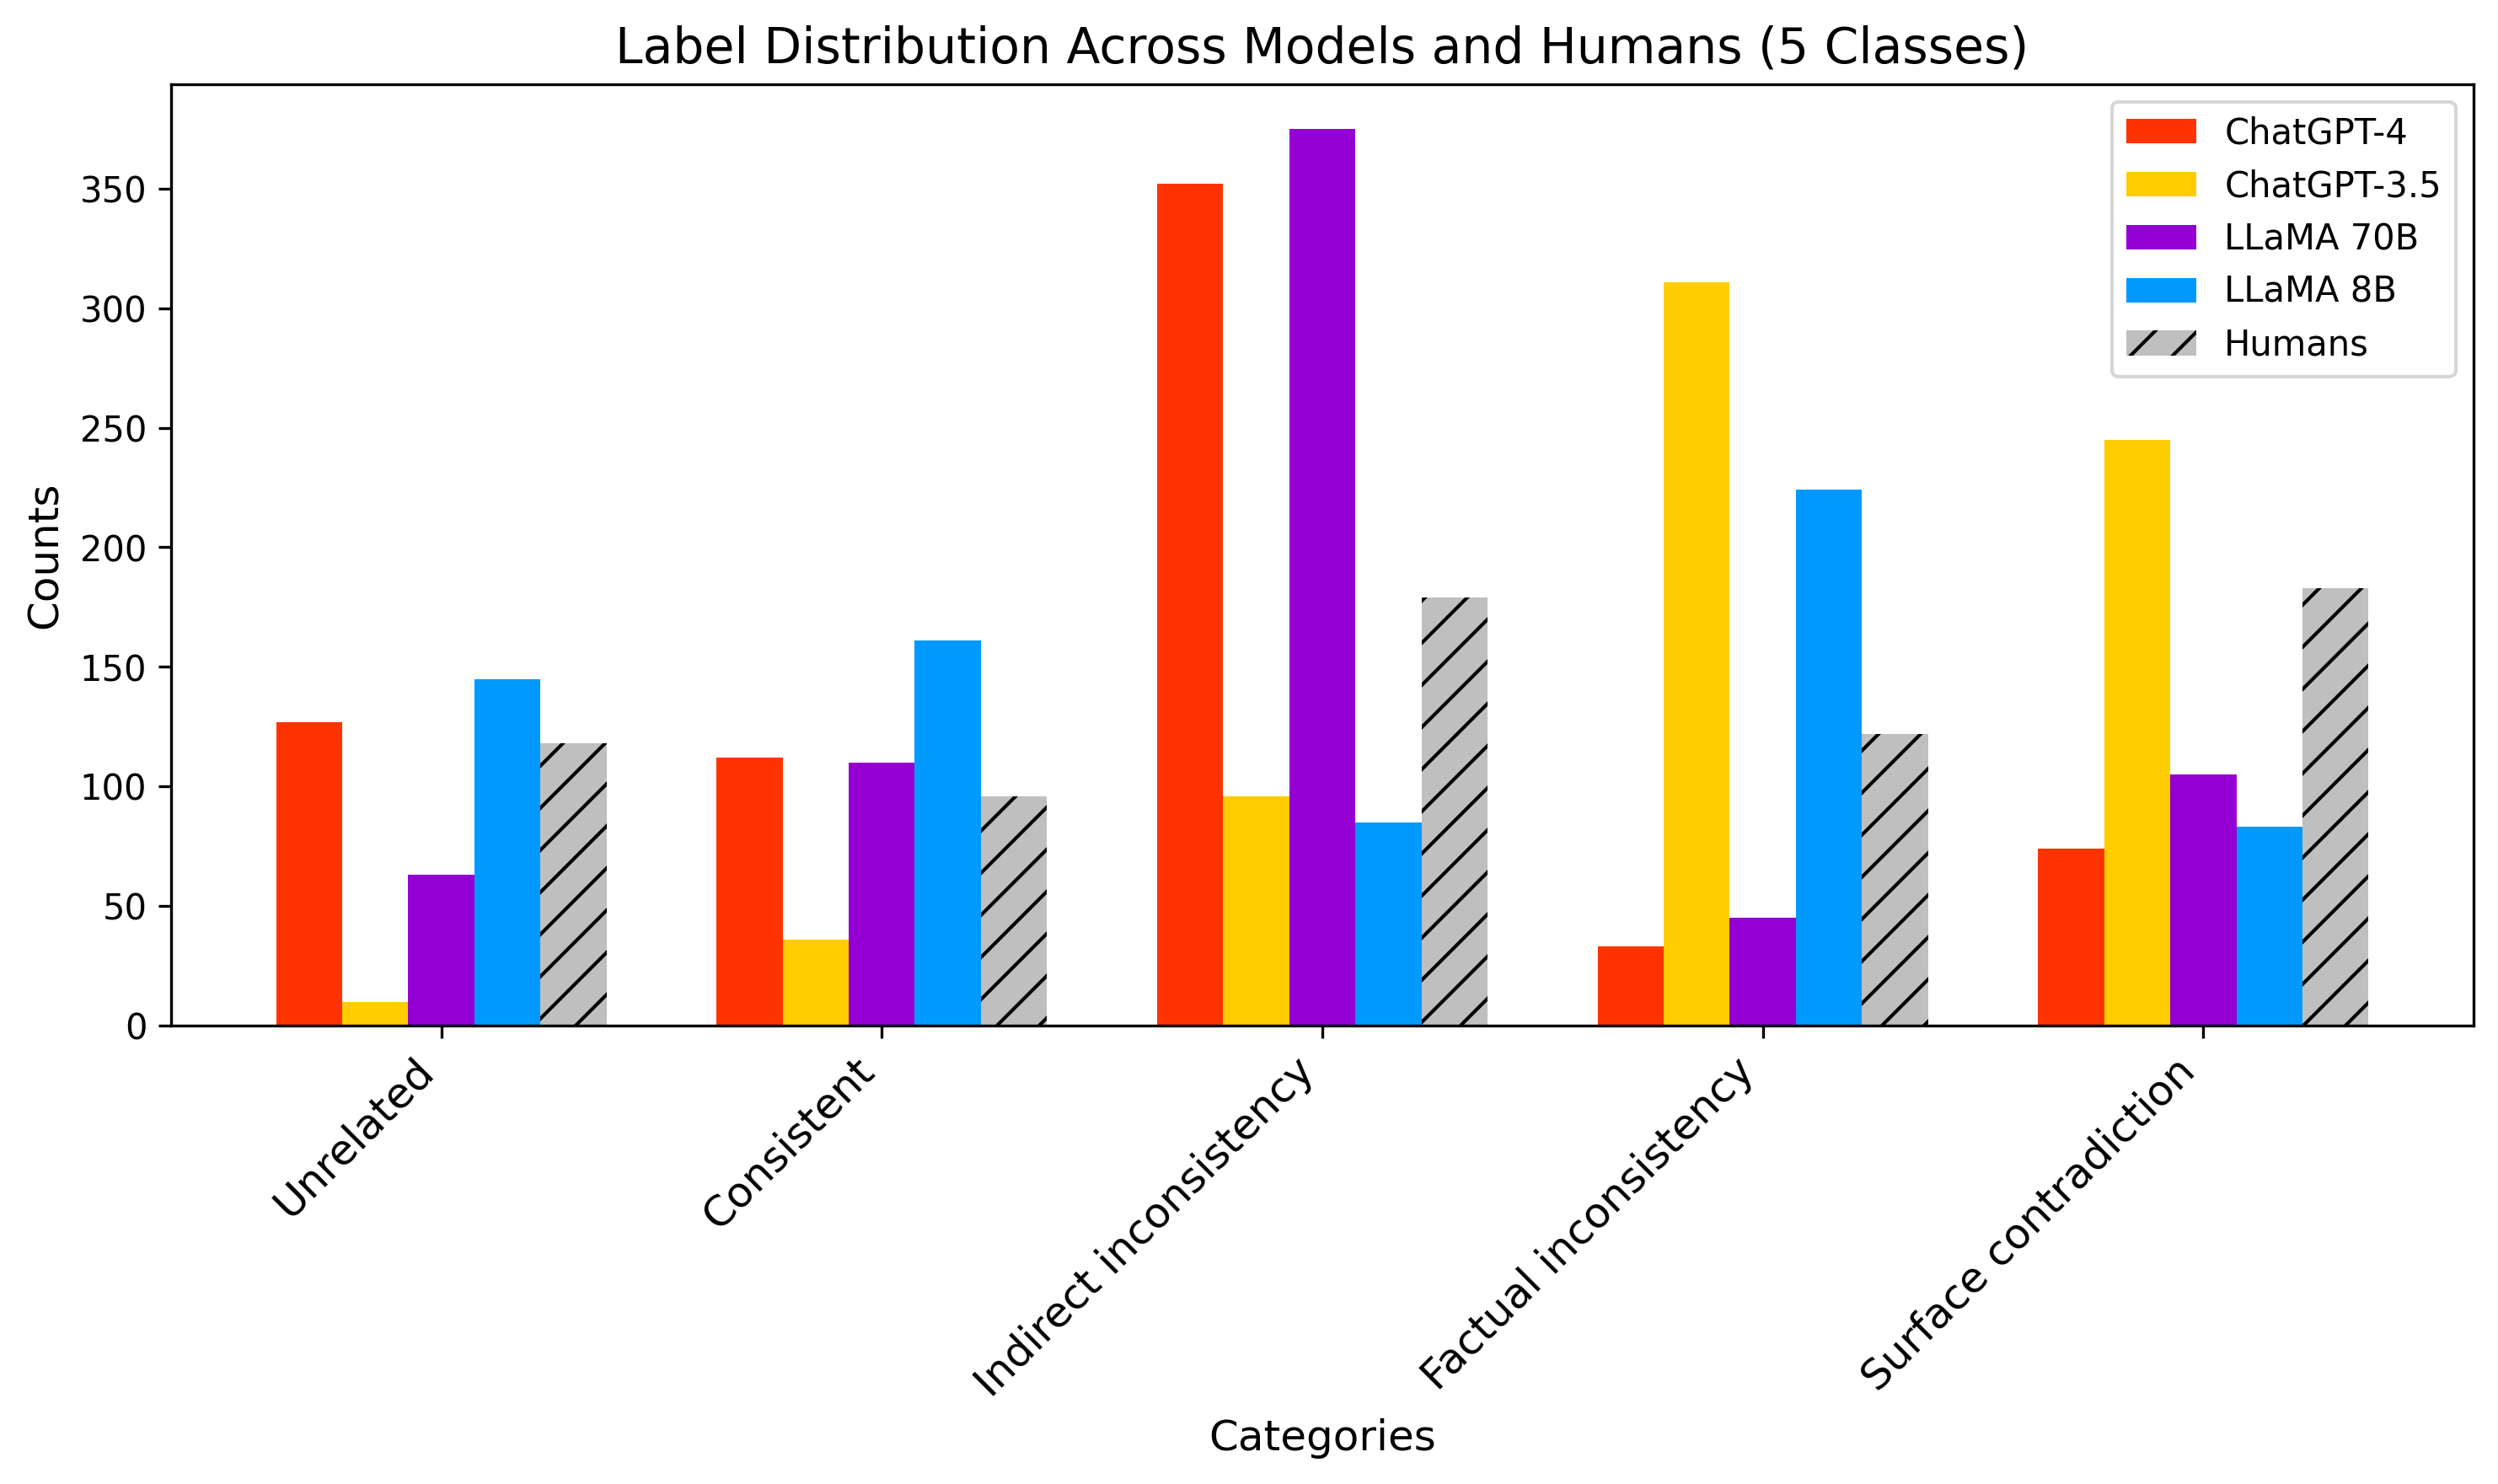 Label Distribution Across Models and Humans (5 Classes)
ChatGPT-4
ChatGPT-3.5
LLaMA 70B
LLaMA 8B
Humans
Counts
350
300
250
200
150
100
50
0
Unrelated
Consistent
Indirect inconsistency
Factual inconsistency
Surface contradiction
Categories